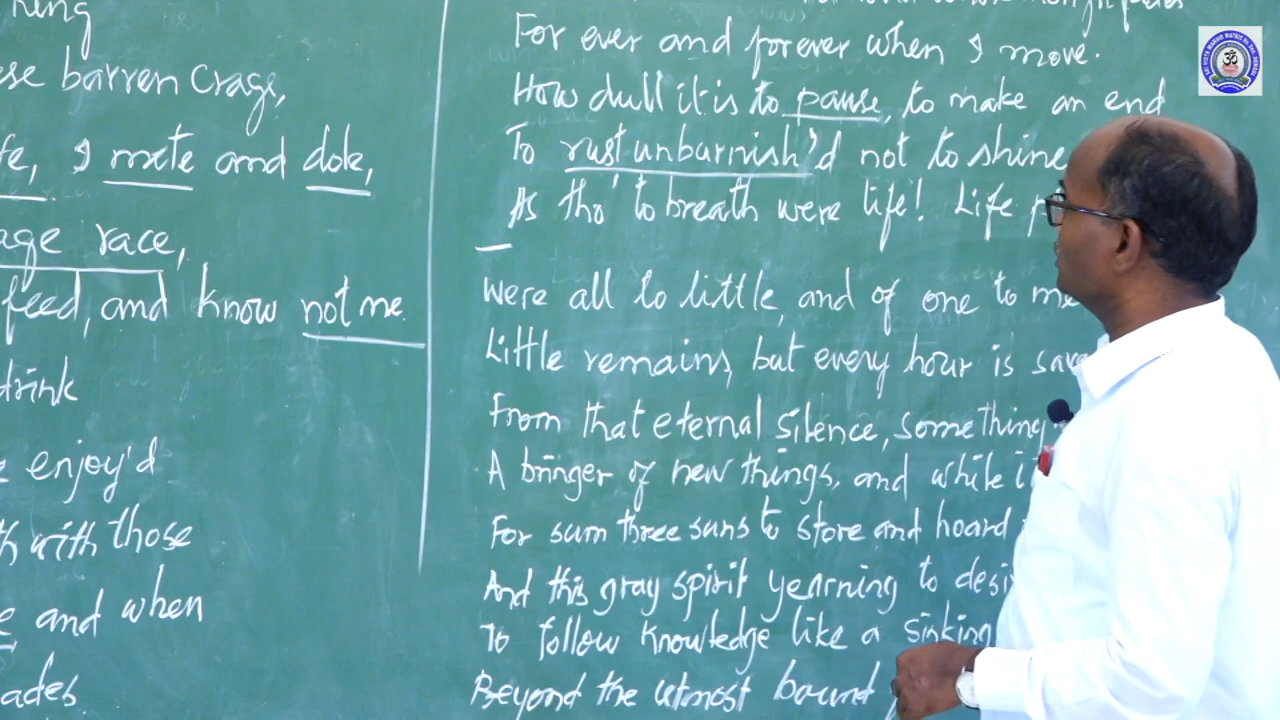 ese barren crags,
fe, I mete and dole,
age race,
feed, and know not me.
drink
enjoy'd
th with those
and when
ades
For ever and forever when I move.
How dull it is to pause, to make an end
To rust unburnish'd not to shine
As tho' to breath were life! Life p
were all to little, and of one to me
Little remains, but every hour is save
From that eternal silence, something
A bringer of new things, and while i
For sum three suns to store and hoard
And this gray spirit yearning to desi
To follow knowledge like a sinking
Beyond the utmost bound